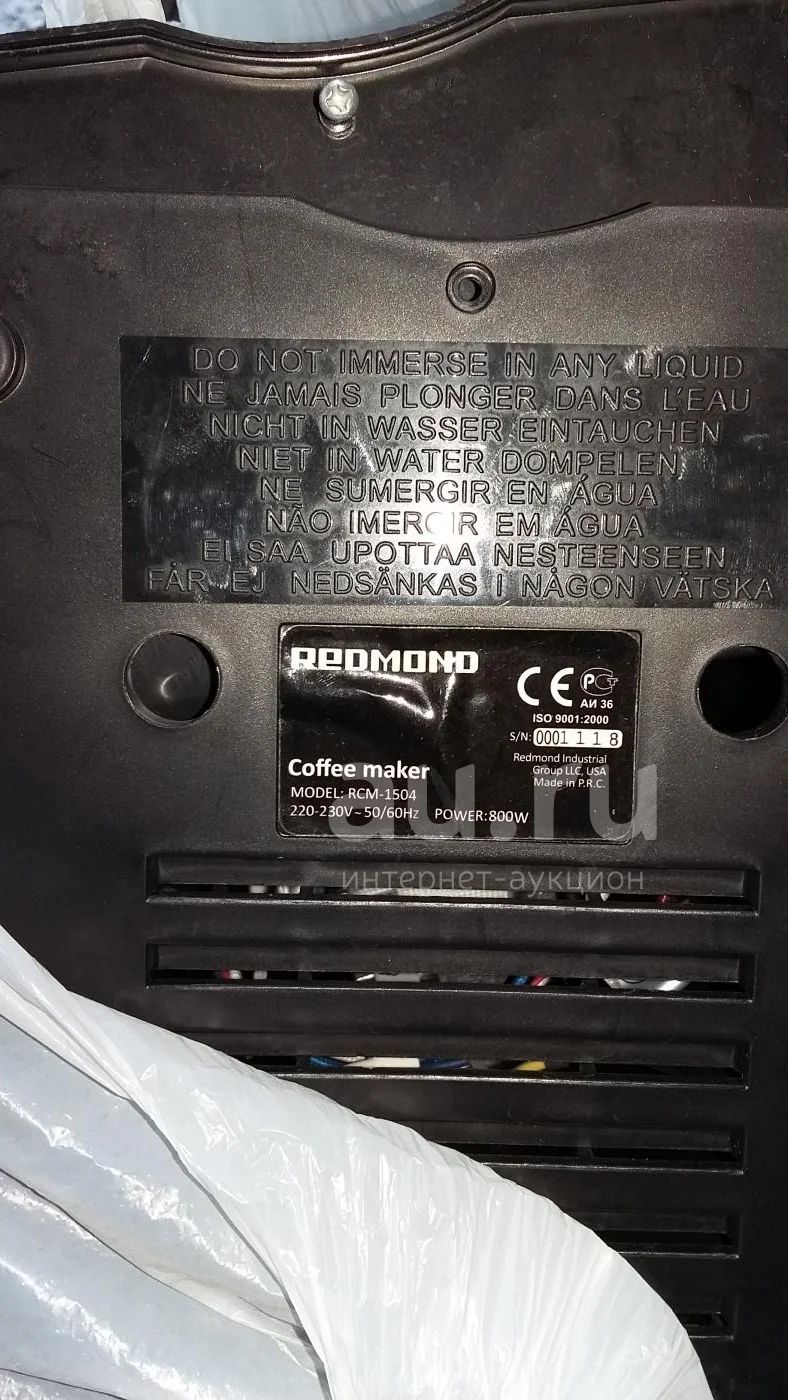 DO NOT IMMERSE IN ANY LIQUID
NE JAMAIS PLONGER DANS L'EAU
NICHT IN WASSER EINTAUCHEN
NIET IN WATER DOMPELEN
NE SUMERGIR EN ÁGUA
NÃO IMERGIR EM ÁGUA
EI SAA UPOTTAA NESTEENSEEN
FÅR EJ NEDSÄNKAS I NÅGON VÄTSKA
REDMOND
CE РСТ
АИ 36
ISO 9001:2000
S/N: 0001118
Redmond Industrial
Group LLC, USA
Made in P.R.C.
Coffee maker
MODEL: RCM-1504
220-230V~50/60Hz POWER:800W
au.ru
интернет-аукцион